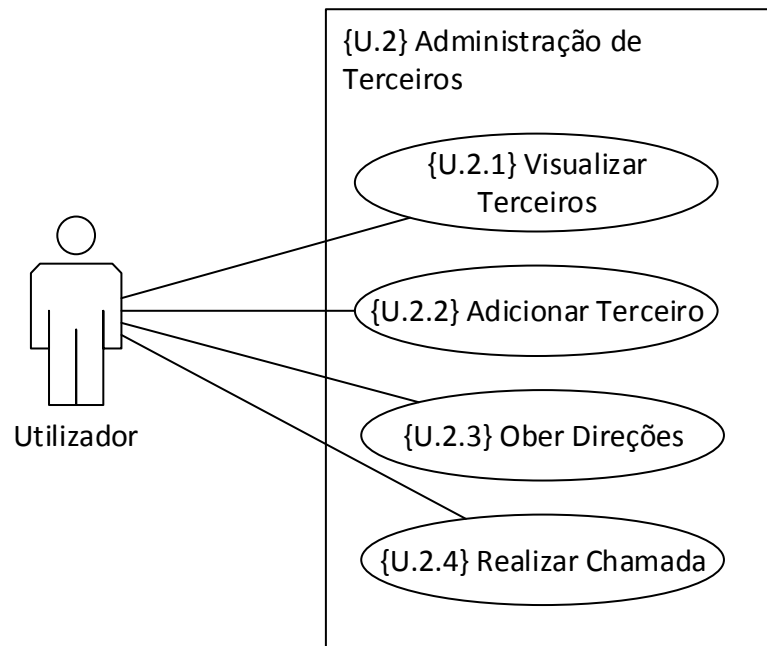 {U.2} Administração de
Terceiros
{U.2.1} Visualizar
Terceiros
{U.2.2} Adicionar Terceiro
{U.2.3} Ober Direções
Utilizador
{U.2.4} Realizar Chamada